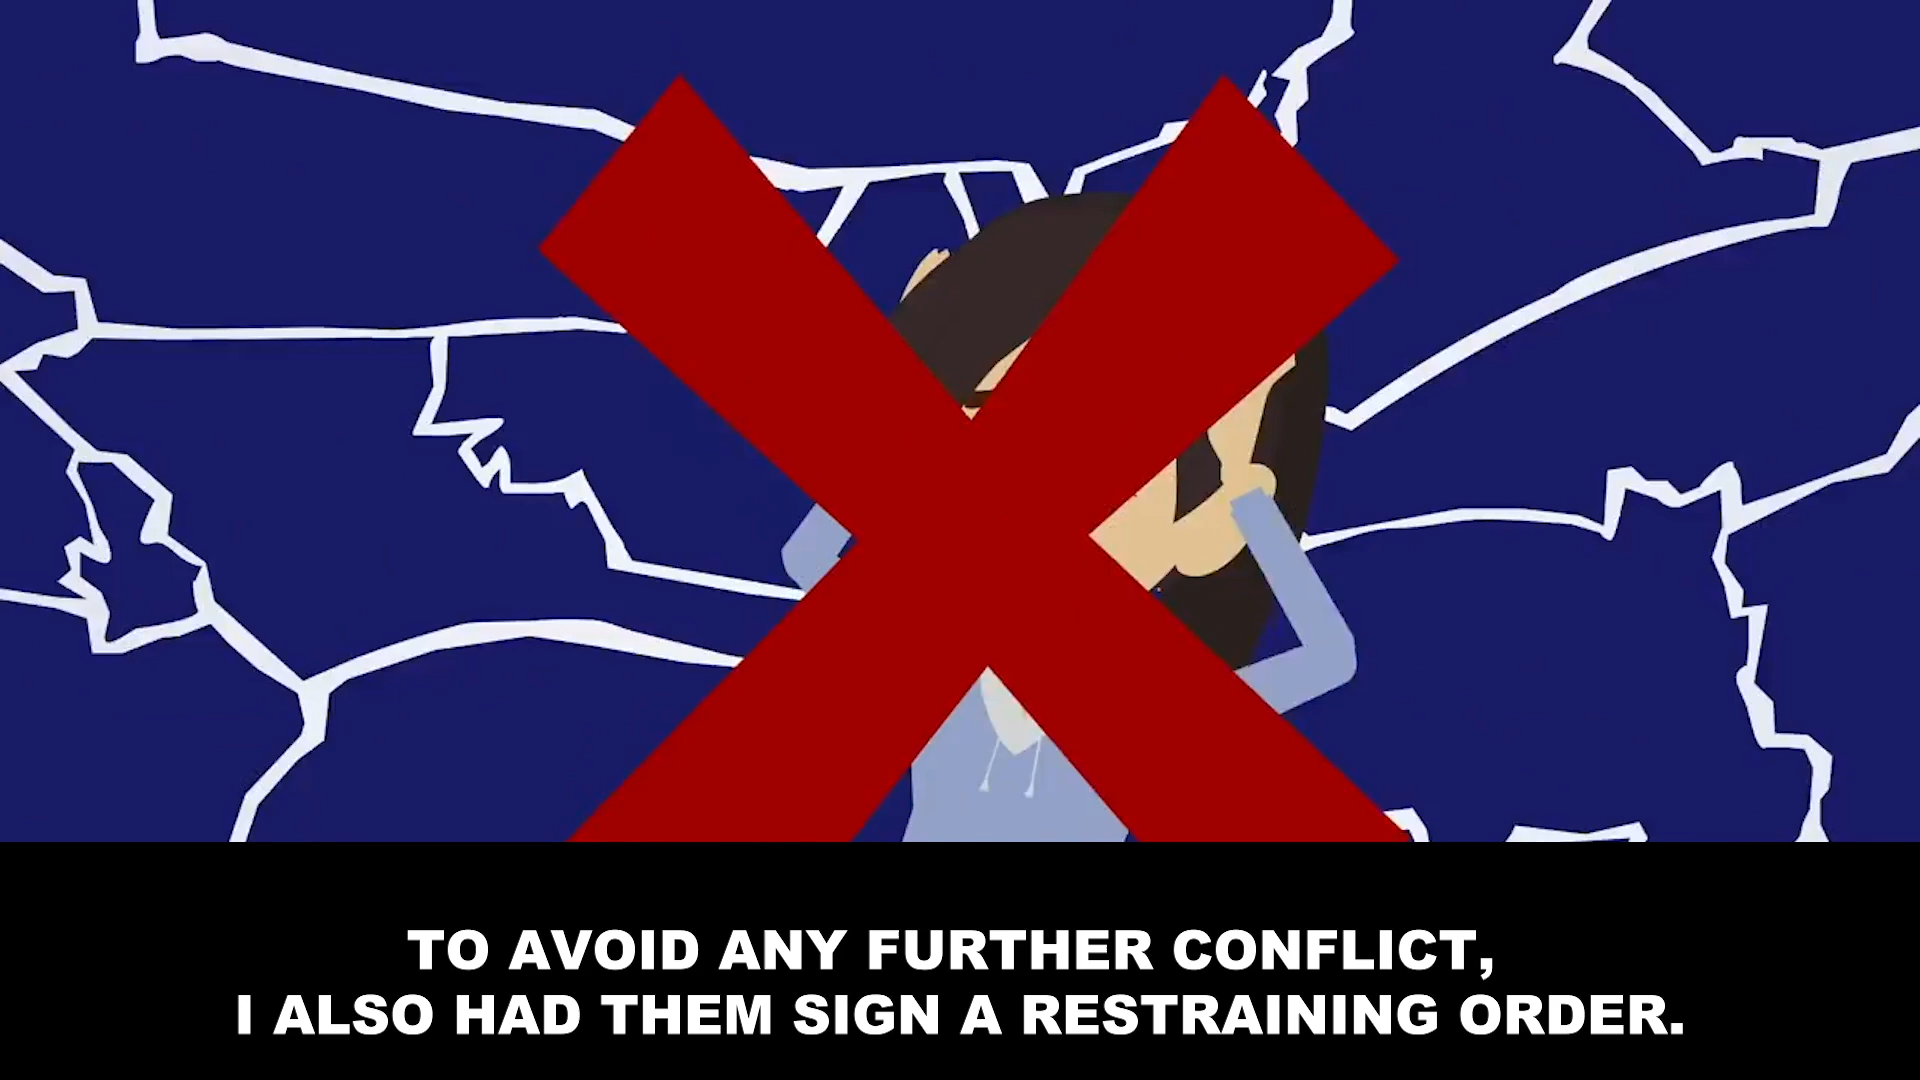 TO AVOID ANY FURTHER CONFLICT,
I ALSO HAD THEM SIGN A RESTRAINING ORDER.